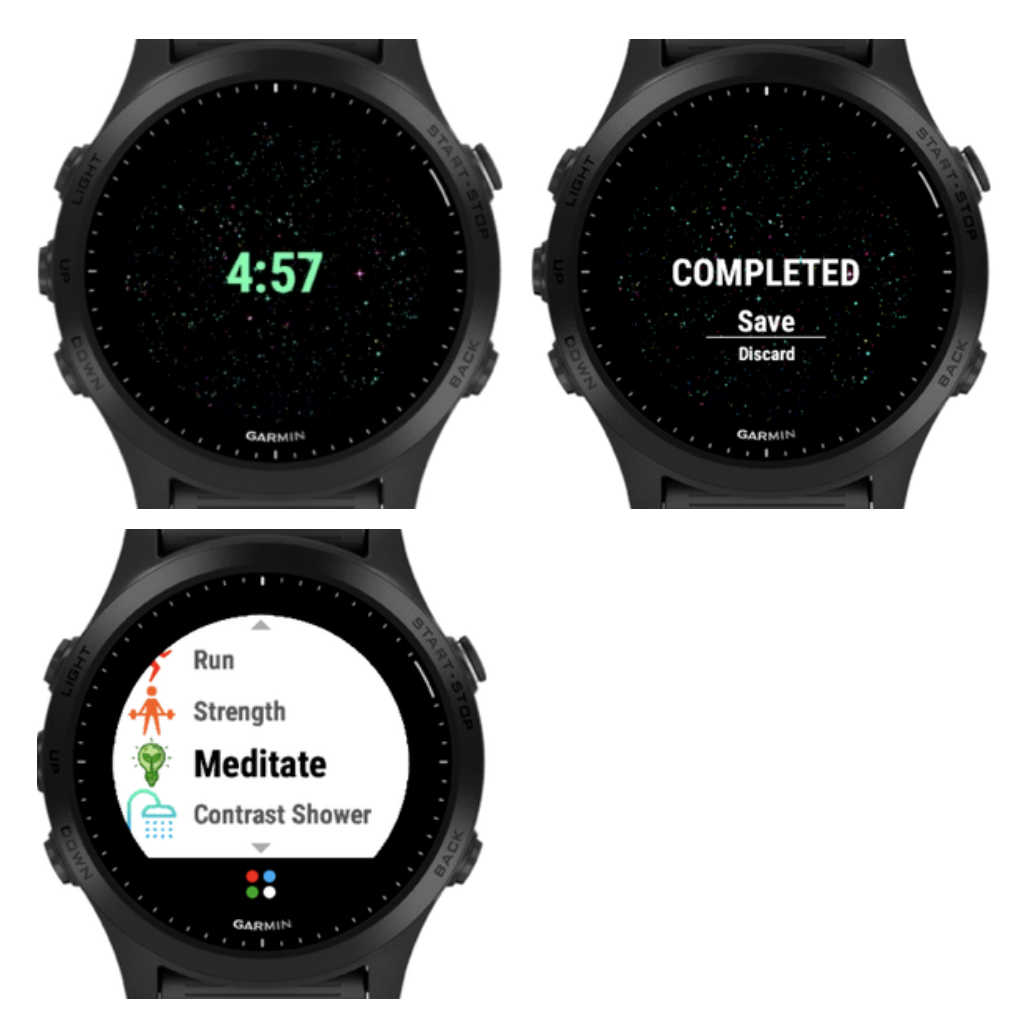 LIGHT
START·STOP
UP
4:57
DOWN
BACK
GARMIN
LIGHT
START·STOP
UP
COMPLETED
Save
Discard
DOWN
BACK
GARMIN
LIGHT
START·STOP
Run
Strength
UP
Meditate
Contrast Shower
DOWN
BACK
GARMIN